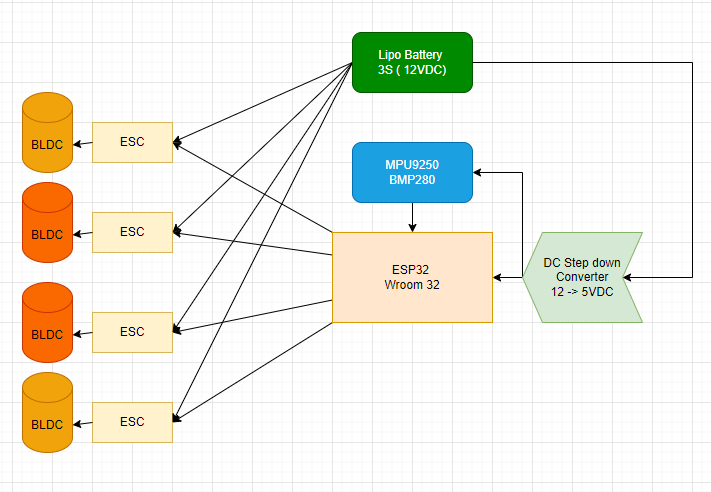 Lipo Battery
3S ( 12VDC)
BLDC
ESC
MPU9250
BMP280
BLDC
ESC
ESP32
Wroom 32
DC Step down
Converter
12 -> 5VDC
BLDC
ESC
BLDC
ESC